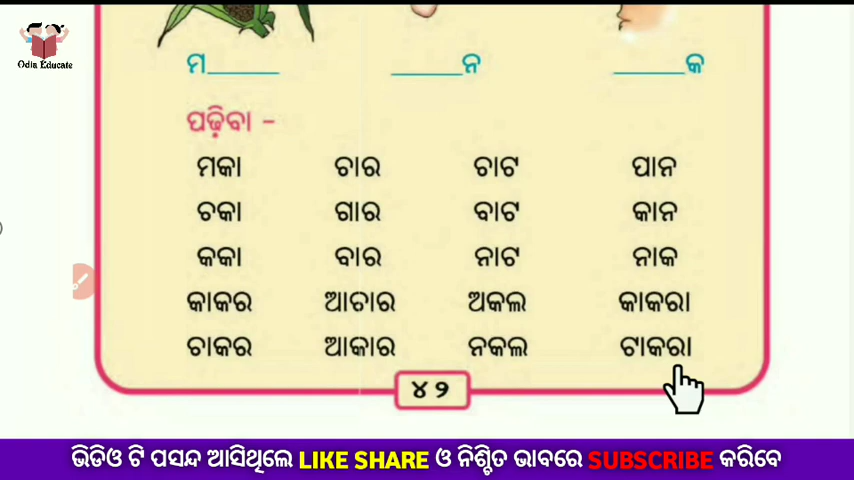 Odia Educate
ମ______ ______ନ ______କ
ପଢ଼ିବା -
ମକା ଚାର ଚାଟ ପାନ
ଚକା ଗାର ବାଟ କାନ
କକା ବାର ନାଟ ନାକ
କାକର ଆଚାର ଅକଲ କାକରା
ଚାକର ଆକାର ନକଲ ଟାକରା
୪୨
ଭିଡିଓ ଟି ପସନ୍ଦ ଆସିଥିଲେ LIKE SHARE ଓ ନିଶ୍ଚିତ ଭାବରେ SUBSCRIBE କରିବେ